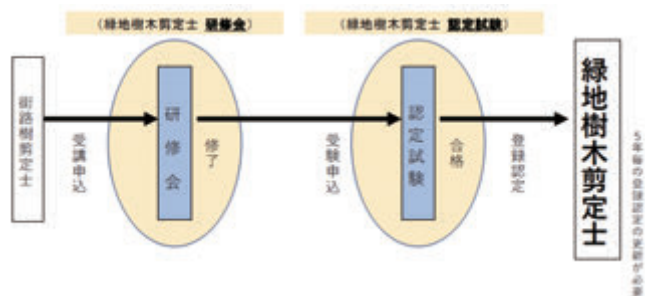 (緑地樹木剪定士 研修会)
(緑地樹木剪定士 認定試験)
街路樹剪定士
受講申込
研修会
修了
受験申込
認定試験
合格
登録認定
緑地樹木剪定士
5年毎の登録認定の更新が必要